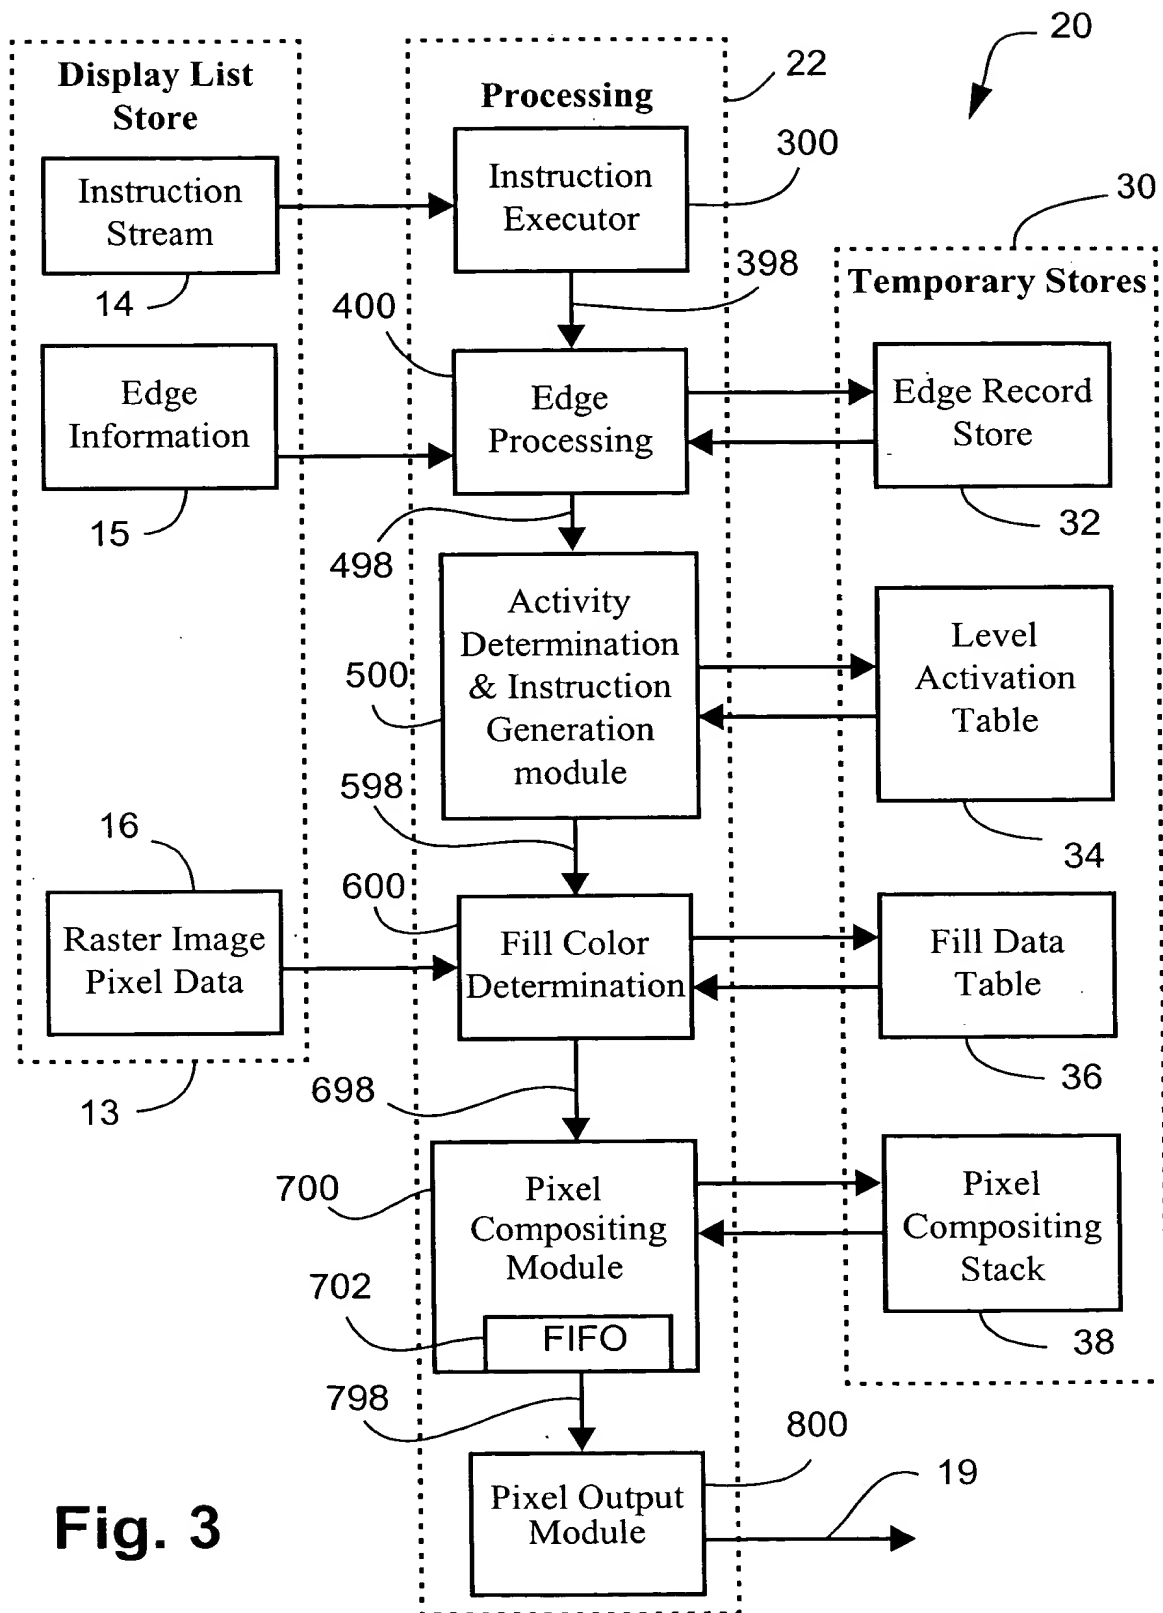 20
Display List
Store
Processing
22
Instruction
Stream
Instruction
Executor
300
30
14
398
Temporary Stores
400
Edge
Information
Edge
Processing
Edge Record
Store
15
498
32
Activity
Determination
& Instruction
Generation
module
500
Level
Activation
Table
598
34
16
600
Raster Image
Pixel Data
Fill Color
Determination
Fill Data
Table
13
698
36
700
Pixel
Compositing
Module
Pixel
Compositing
Stack
702
FIFO
38
798
800
Pixel Output
Module
19
Fig. 3